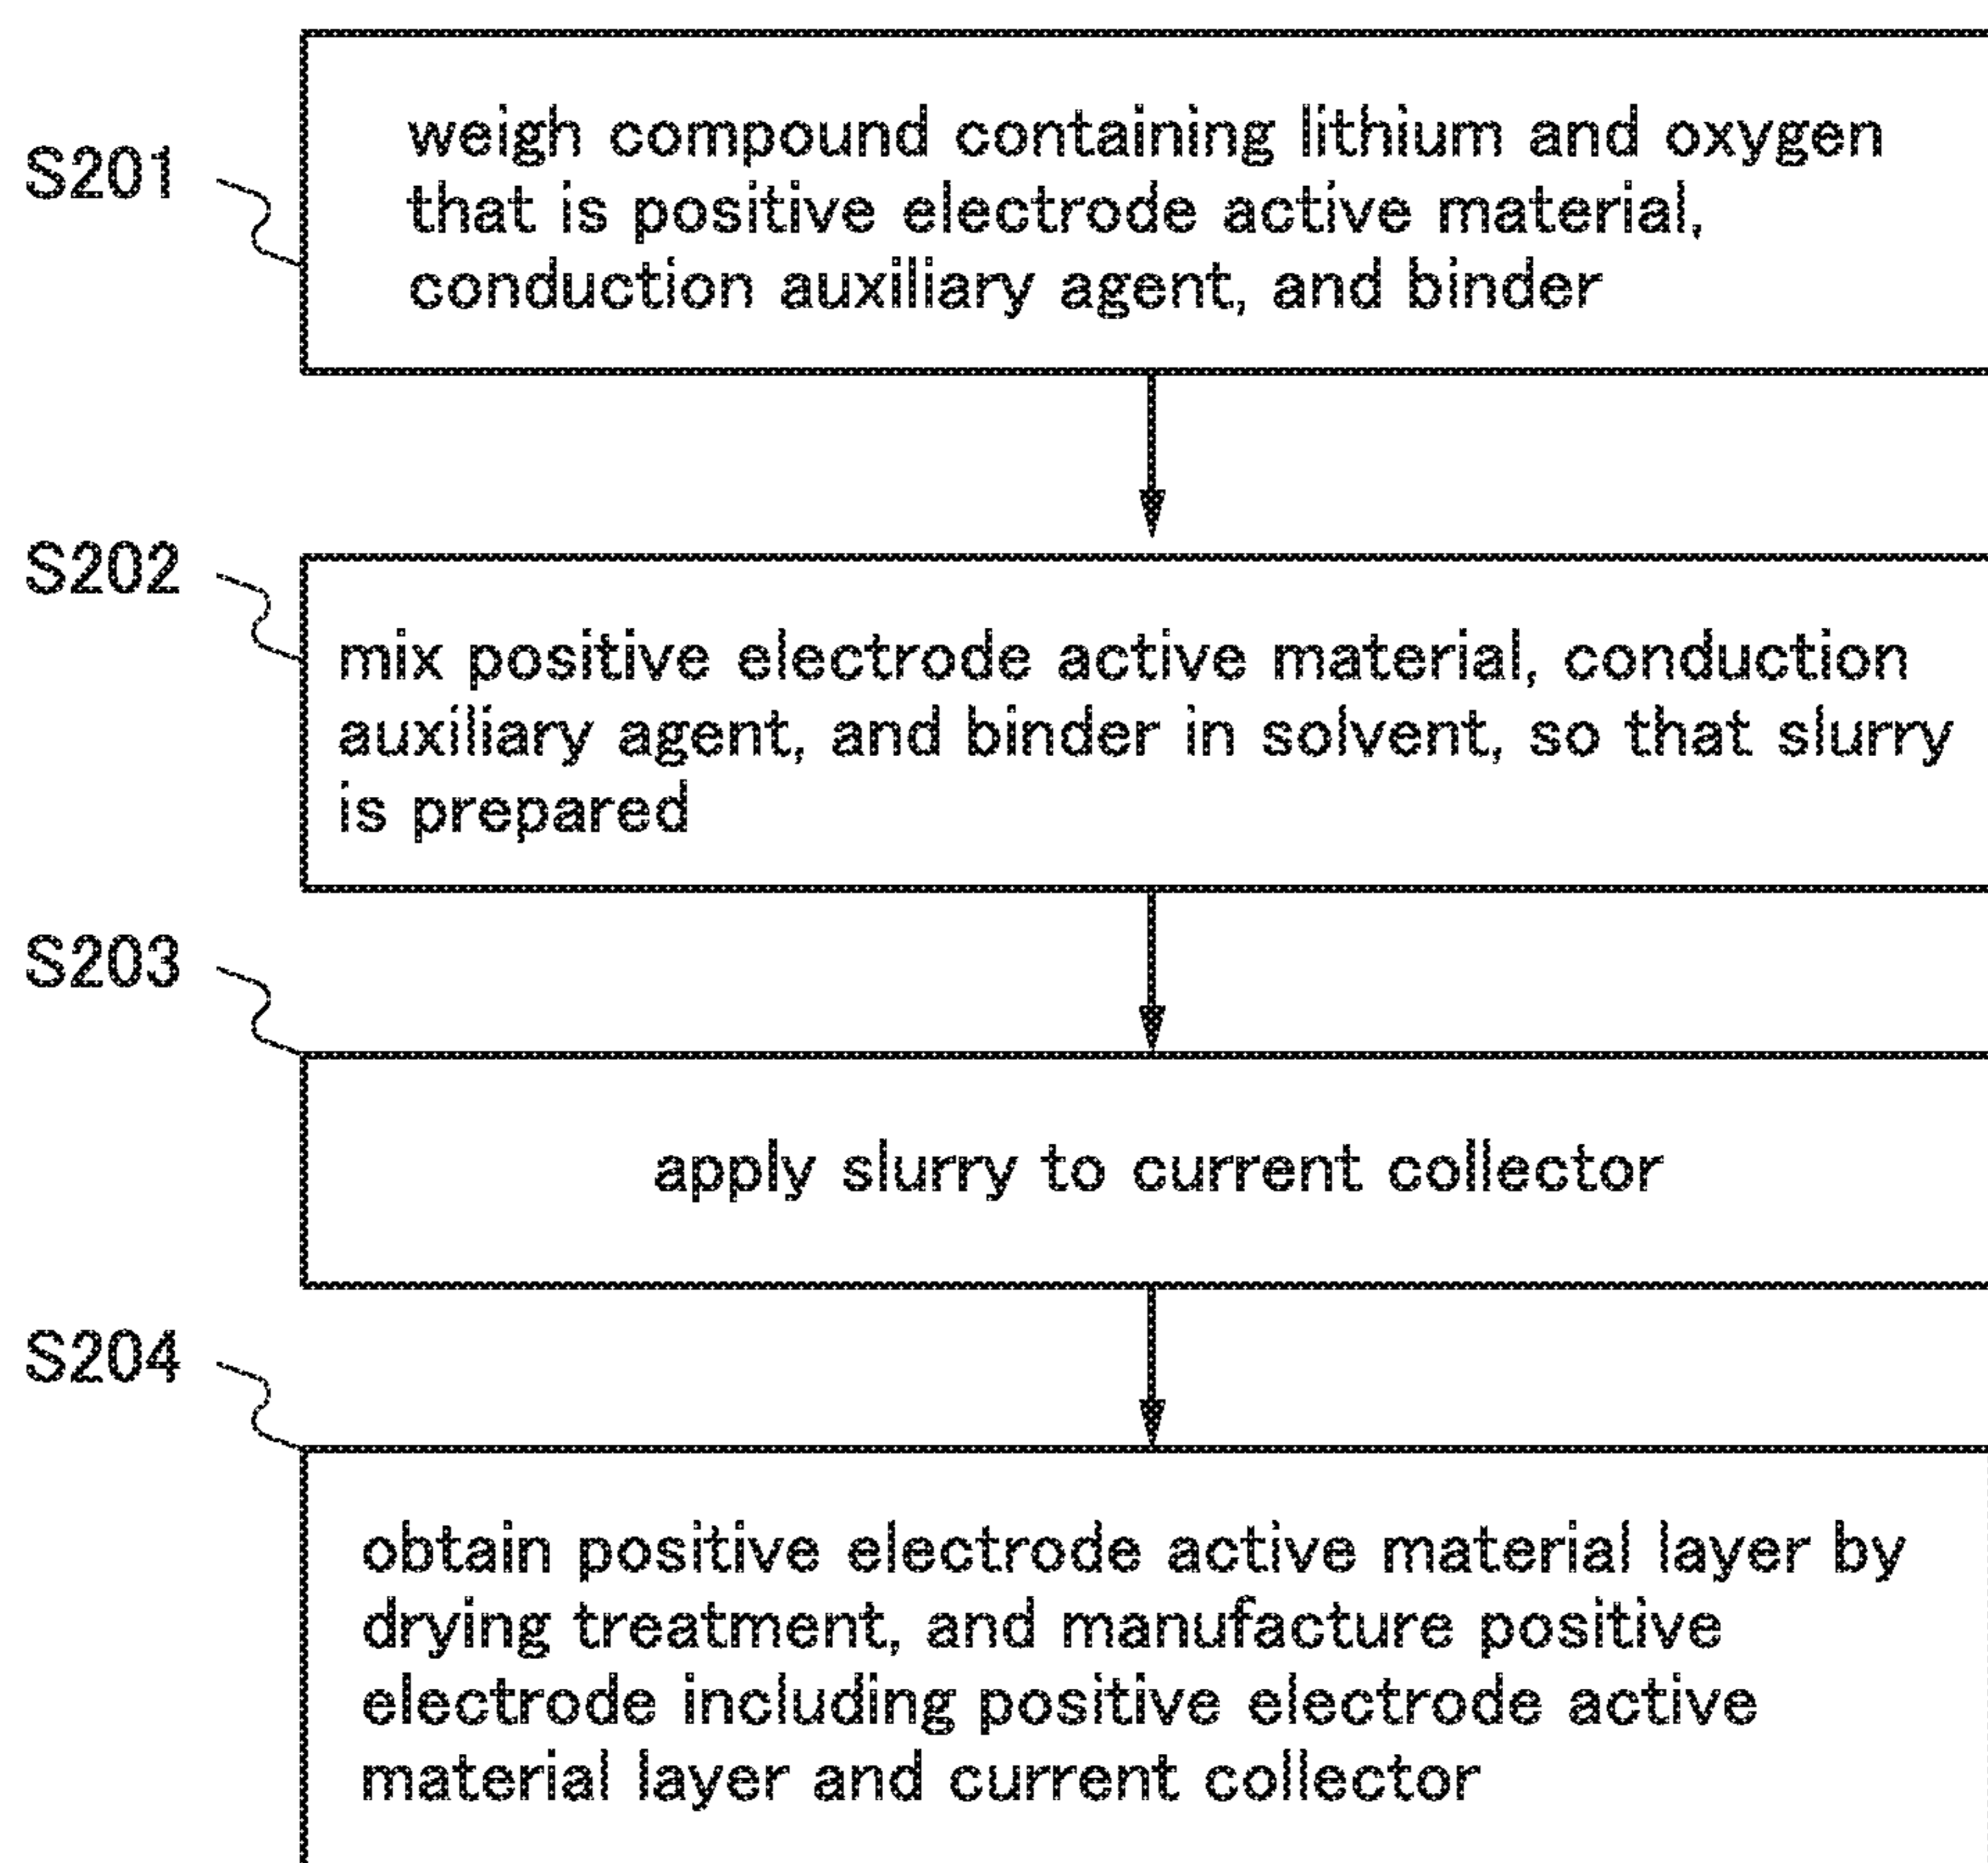 S201
weigh compound containing lithium and oxygen
that is positive electrode active material,
conduction auxiliary agent, and binder
S202
mix positive electrode active material, conduction
auxiliary agent, and binder in solvent, so that slurry
is prepared
S203
apply slurry to current collector
S204
obtain positive electrode active material layer by
drying treatment, and manufacture positive
electrode including positive electrode active
material layer and current collector